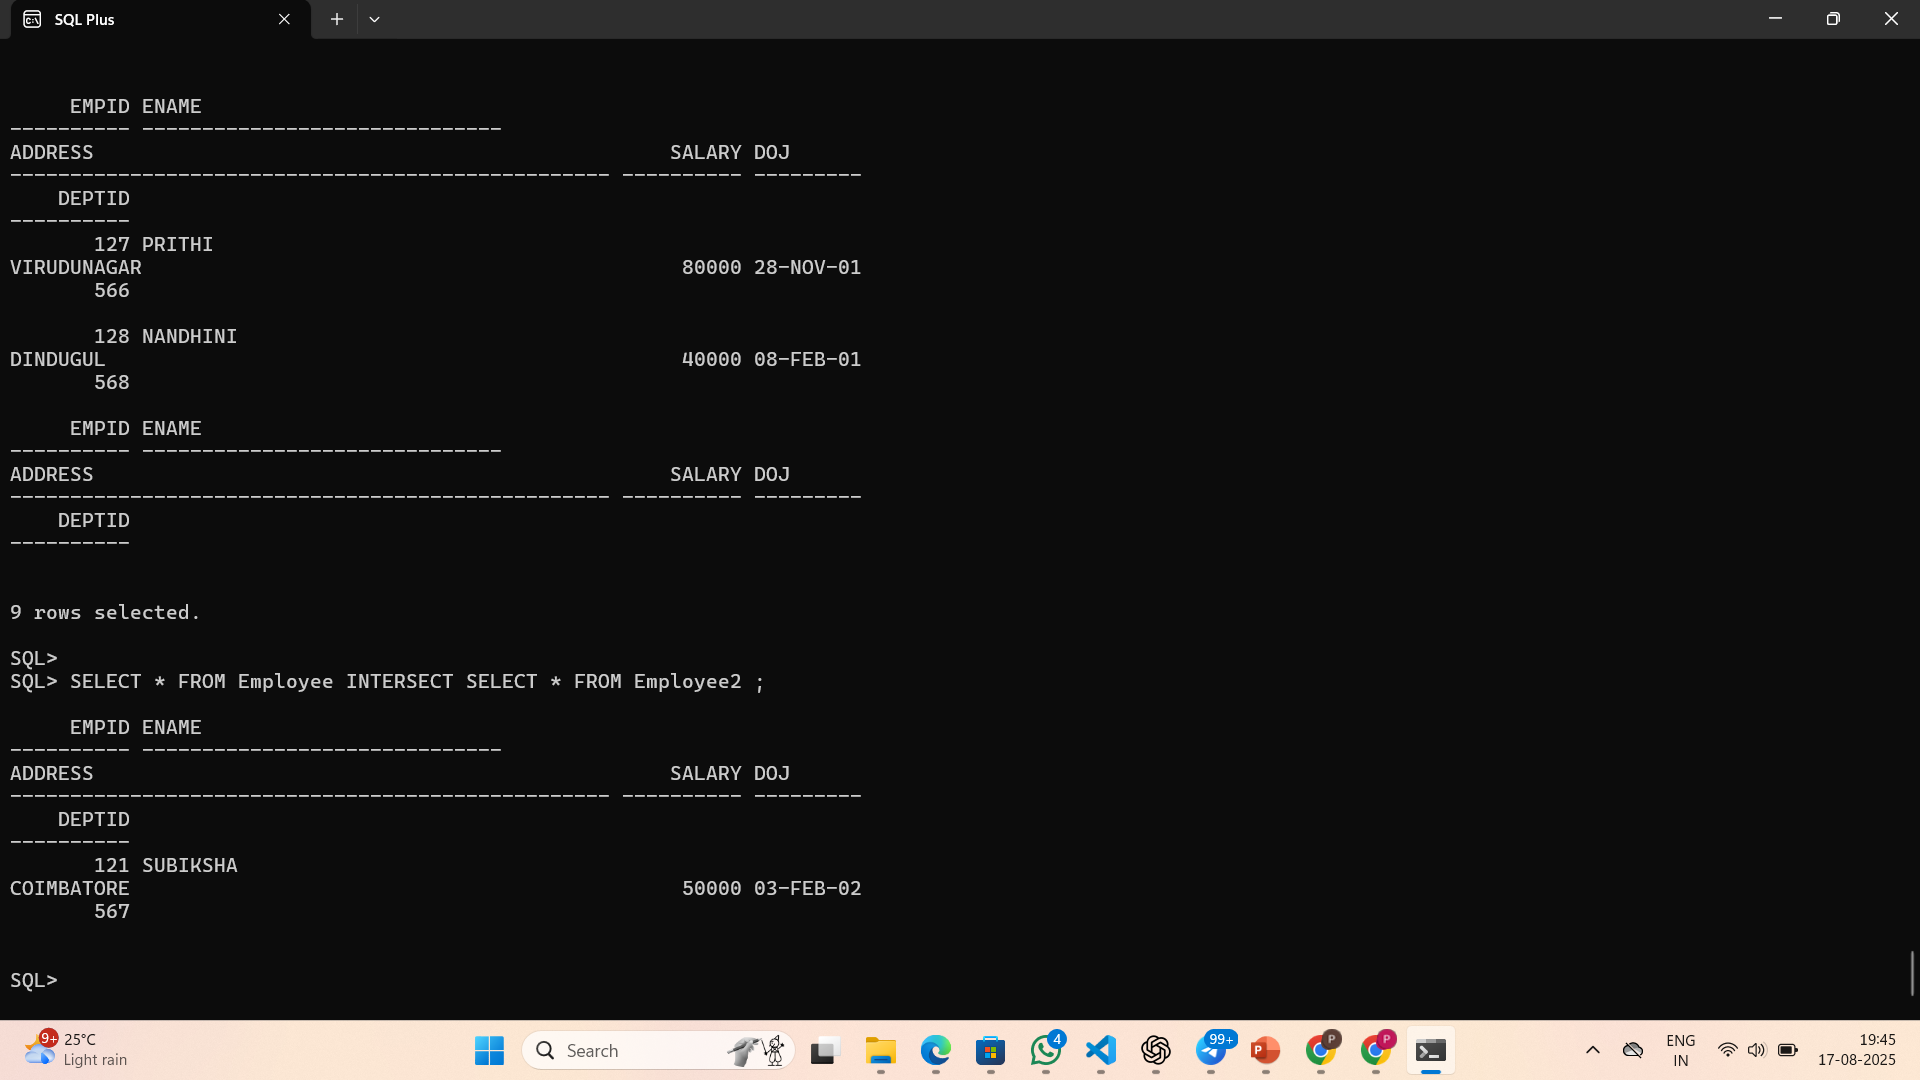 SQL Plus
EMPID ENAME
---------- ------------------------------
ADDRESS SALARY DOJ
-------------------------------------------------- ---------- ---------
DEPTID
----------
127 PRITHI
VIRUDUNAGAR 80000 28-NOV-01
566
128 NANDHINI
DINDUGUL 40000 08-FEB-01
568
EMPID ENAME
---------- ------------------------------
ADDRESS SALARY DOJ
-------------------------------------------------- ---------- ---------
DEPTID
----------
9 rows selected.
SQL>
SQL> SELECT * FROM Employee INTERSECT SELECT * FROM Employee2 ;
EMPID ENAME
---------- ------------------------------
ADDRESS SALARY DOJ
-------------------------------------------------- ---------- ---------
DEPTID
----------
121 SUBIKSHA
COIMBATORE 50000 03-FEB-02
567
SQL>
9+ 25°C
Light rain
Search
4
99+
P
P
P
ENG
IN
19:45
17-08-2025